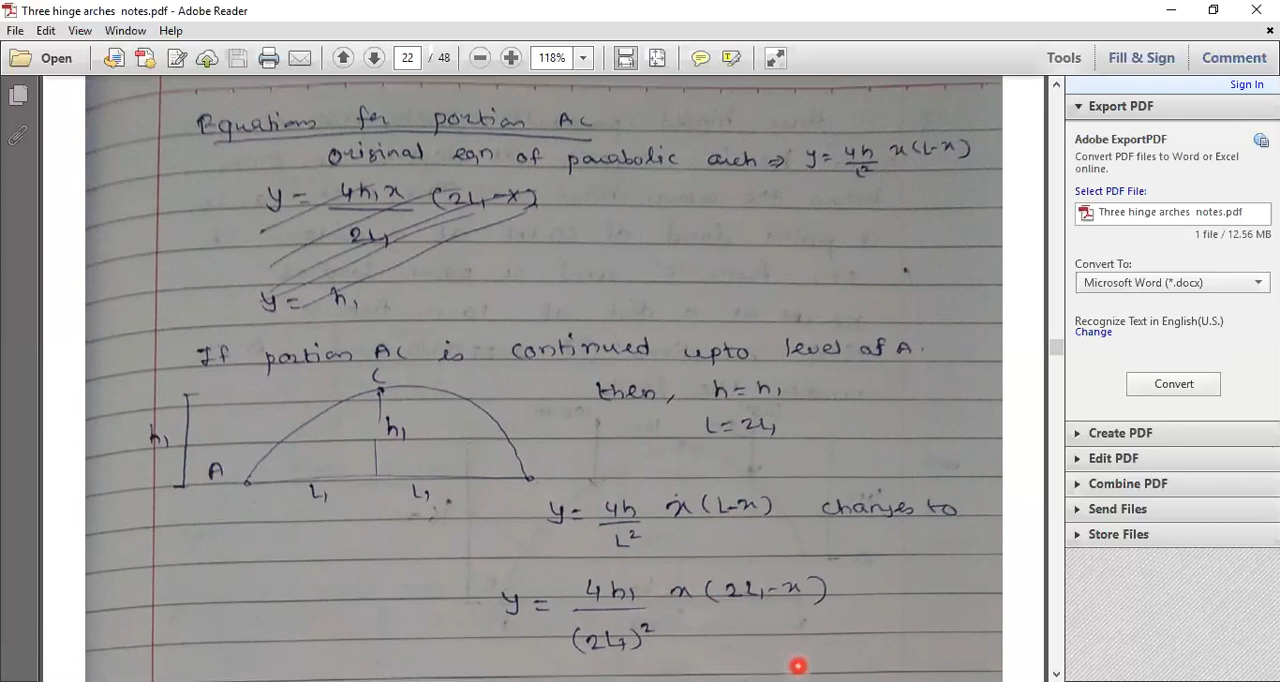 Three hinge arches notes.pdf - Adobe Reader
File Edit View Window Help
Open 22 / 48 118% Tools Fill & Sign Comment
Sign In
Export PDF
Adobe ExportPDF
Convert PDF files to Word or Excel
online.
Select PDF File:
Three hinge arches notes.pdf
1 file / 12.56 MB
Convert To:
Microsoft Word (*.docx)
Recognize Text in English(U.S.)
Change
Convert
Create PDF
Edit PDF
Combine PDF
Send Files
Store Files
Equations for portion AC
original eqn of parabolic arch ⇒ y = 4h/L² x(L-x)
y = 4h₁x/2L₁ (2L₁-x)
y = h₁
If portion AC is continued upto level of A.
C
then, h = h₁
L = 2L₁
h₁
h₁
A
L₁ L₁
y = 4h/L² x(L-x) changes to
y = 4h₁/(2L₁)² x(2L₁-x)